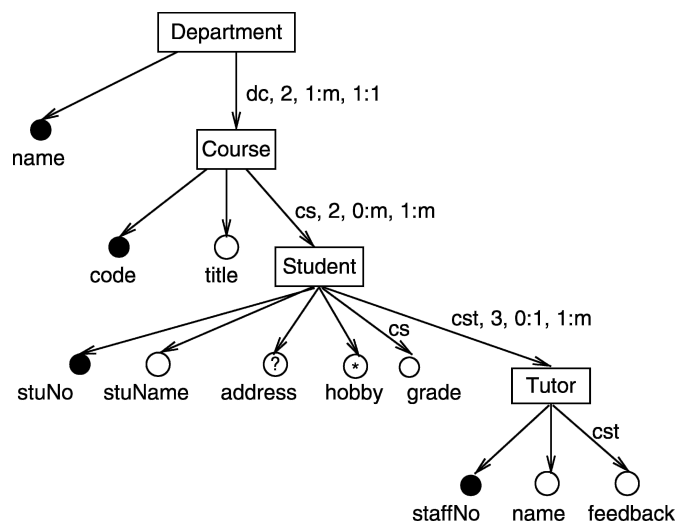 Department
dc, 2, 1:m, 1:1
name
Course
cs, 2, 0:m, 1:m
code
title
Student
cs
cst, 3, 0:1, 1:m
?
*
stuNo
stuName
address
hobby
grade
Tutor
cst
staffNo
name
feedback